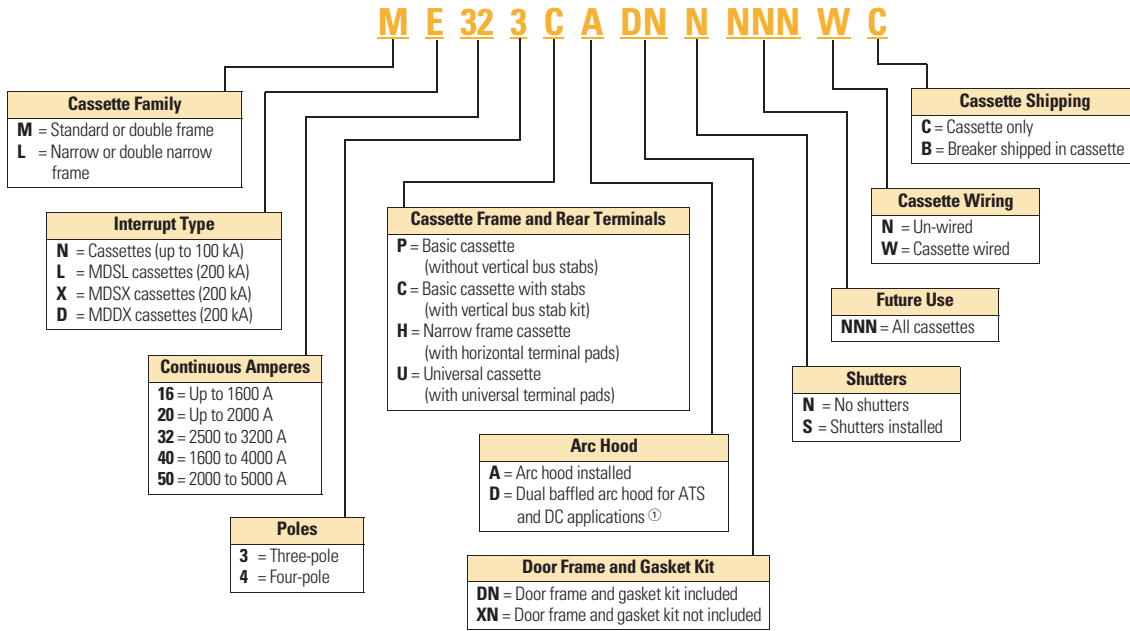 M E 32 3 C A DN N NNN W C
Cassette Family
M = Standard or double frame
L = Narrow or double narrow
frame
Interrupt Type
N = Cassettes (up to 100 kA)
L = MDSL cassettes (200 kA)
X = MDSX cassettes (200 kA)
D = MDDX cassettes (200 kA)
Continuous Amperes
16 = Up to 1600 A
20 = Up to 2000 A
32 = 2500 to 3200 A
40 = 1600 to 4000 A
50 = 2000 to 5000 A
Poles
3 = Three-pole
4 = Four-pole
Cassette Frame and Rear Terminals
P = Basic cassette
(without vertical bus stabs)
C = Basic cassette with stabs
(with vertical bus stab kit)
H = Narrow frame cassette
(with horizontal terminal pads)
U = Universal cassette
(with universal terminal pads)
Arc Hood
A = Arc hood installed
D = Dual baffled arc hood for ATS
and DC applications ①
Door Frame and Gasket Kit
DN = Door frame and gasket kit included
XN = Door frame and gasket kit not included
Shutters
N = No shutters
S = Shutters installed
Future Use
NNN = All cassettes
Cassette Wiring
N = Un-wired
W = Cassette wired
Cassette Shipping
C = Cassette only
B = Breaker shipped in cassette